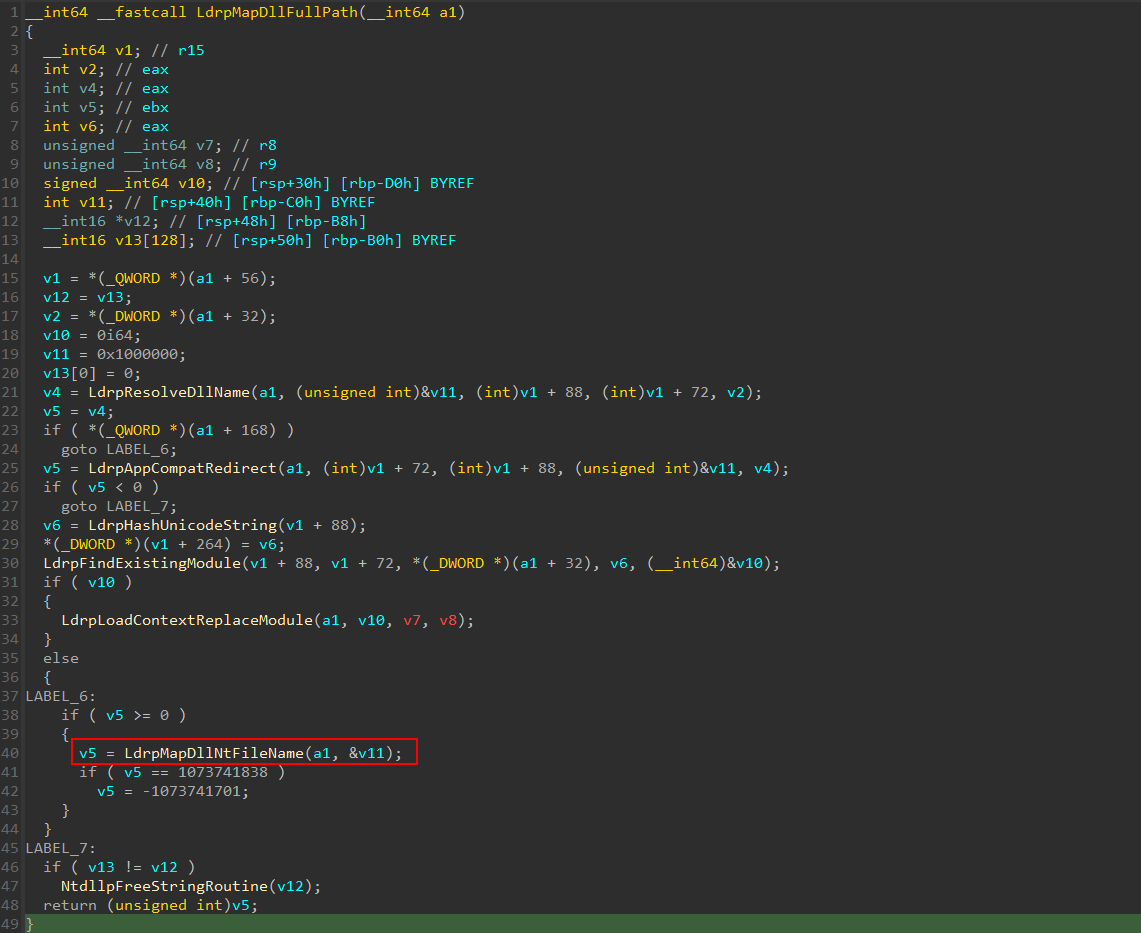 1 __int64 __fastcall LdrpMapDllFullPath(__int64 a1)
2 {
3 __int64 v1; // r15
4 int v2; // eax
5 int v4; // eax
6 int v5; // ebx
7 int v6; // eax
8 unsigned __int64 v7; // r8
9 unsigned __int64 v8; // r9
10 signed __int64 v10; // [rsp+30h] [rbp-D0h] BYREF
11 int v11; // [rsp+40h] [rbp-C0h] BYREF
12 __int16 *v12; // [rsp+48h] [rbp-B8h]
13 __int16 v13[128]; // [rsp+50h] [rbp-B0h] BYREF
14
15 v1 = *(_QWORD *)(a1 + 56);
16 v12 = v13;
17 v2 = *(_DWORD *)(a1 + 32);
18 v10 = 0i64;
19 v11 = 0x1000000;
20 v13[0] = 0;
21 v4 = LdrpResolveDllName(a1, (unsigned int)&v11, (int)v1 + 88, (int)v1 + 72, v2);
22 v5 = v4;
23 if ( *(_QWORD *)(a1 + 168) )
24 goto LABEL_6;
25 v5 = LdrpAppCompatRedirect(a1, (int)v1 + 72, (int)v1 + 88, (unsigned int)&v11, v4);
26 if ( v5 < 0 )
27 goto LABEL_7;
28 v6 = LdrpHashUnicodeString(v1 + 88);
29 *(_DWORD *)(v1 + 264) = v6;
30 LdrpFindExistingModule(v1 + 88, v1 + 72, *(_DWORD *)(a1 + 32), v6, (__int64)&v10);
31 if ( v10 )
32 {
33 LdrpLoadContextReplaceModule(a1, v10, v7, v8);
34 }
35 else
36 {
37 LABEL_6:
38 if ( v5 >= 0 )
39 {
40 v5 = LdrpMapDllNtFileName(a1, &v11);
41 if ( v5 == 1073741838 )
42 v5 = -1073741701;
43 }
44 }
45 LABEL_7:
46 if ( v13 != v12 )
47 NtdllpFreeStringRoutine(v12);
48 return (unsigned int)v5;
49 }